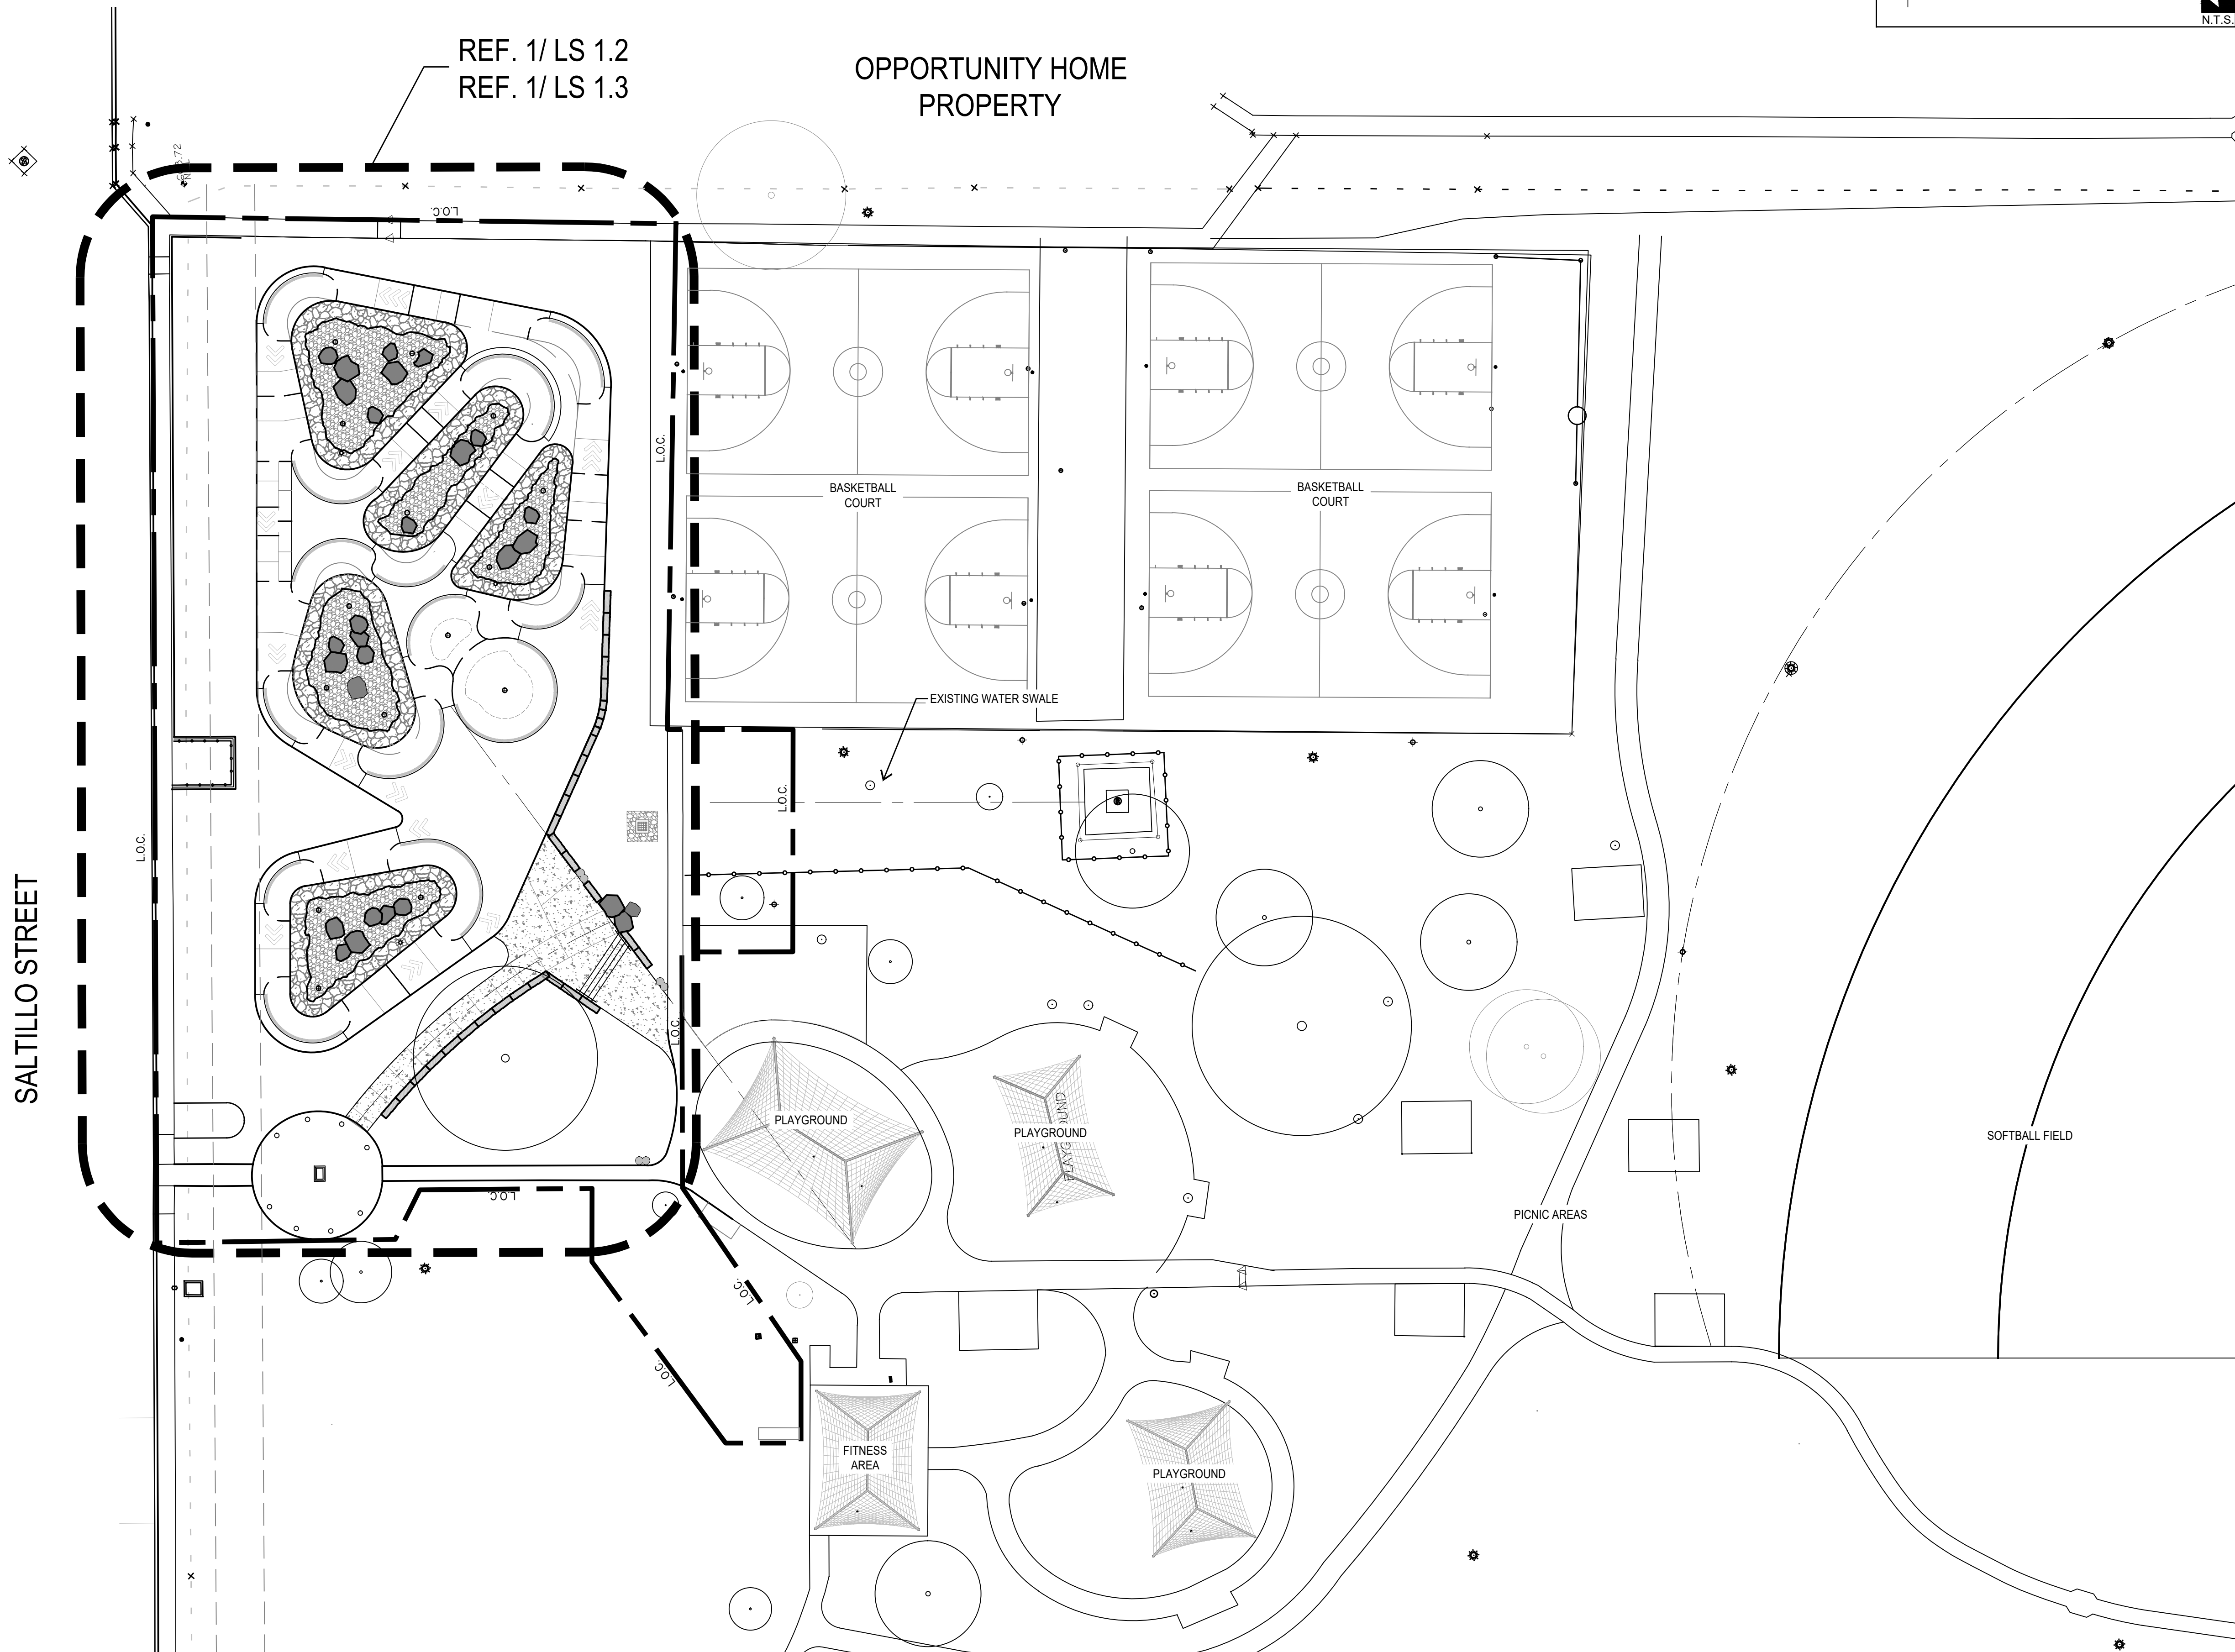 N.T.S.
REF. 1/ LS 1.2
REF. 1/ LS 1.3
OPPORTUNITY HOME
PROPERTY
L.O.C.
L.O.C.
BASKETBALL
COURT
BASKETBALL
COURT
EXISTING WATER SWALE
L.O.C.
L.O.C.
SALTILLO STREET
L.O.C.
PLAYGROUND
PLAYGROUND
PLAYGROUND
SOFTBALL FIELD
L.O.C.
PICNIC AREAS
L.O.C.
L.O.C.
FITNESS
AREA
PLAYGROUND